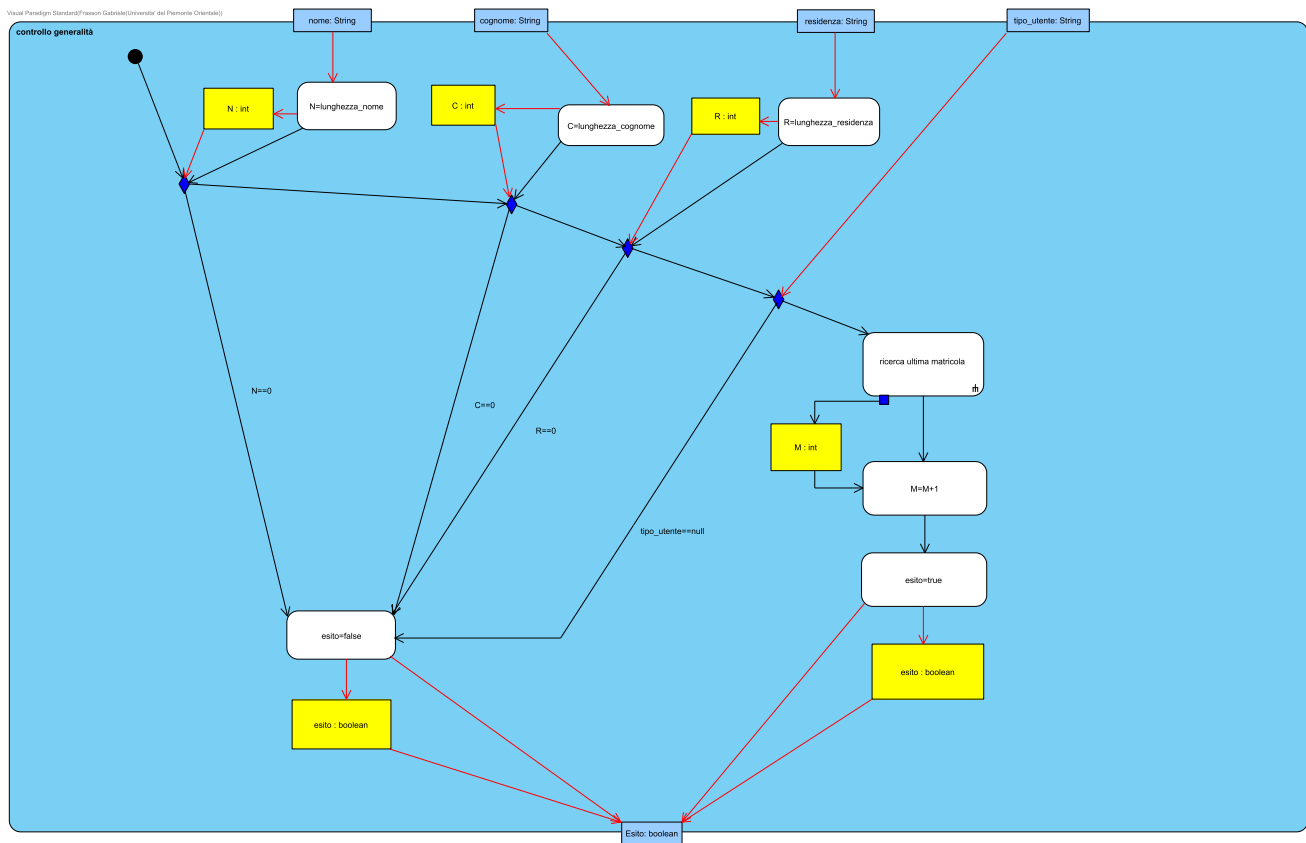 Visual Paradigm Standard(Frasson Gabriele(Universita' del Piemonte Orientale))
nome: String
cognome: String
residenza: String
tipo_utente: String
controllo generalità
N : int
N=lunghezza_nome
C : int
C=lunghezza_cognome
R : int
R=lunghezza_residenza
ricerca ultima matricola
N==0
C==0
R==0
M : int
M=M+1
tipo_utente==null
esito=true
esito=false
esito : boolean
esito : boolean
Esito: boolean